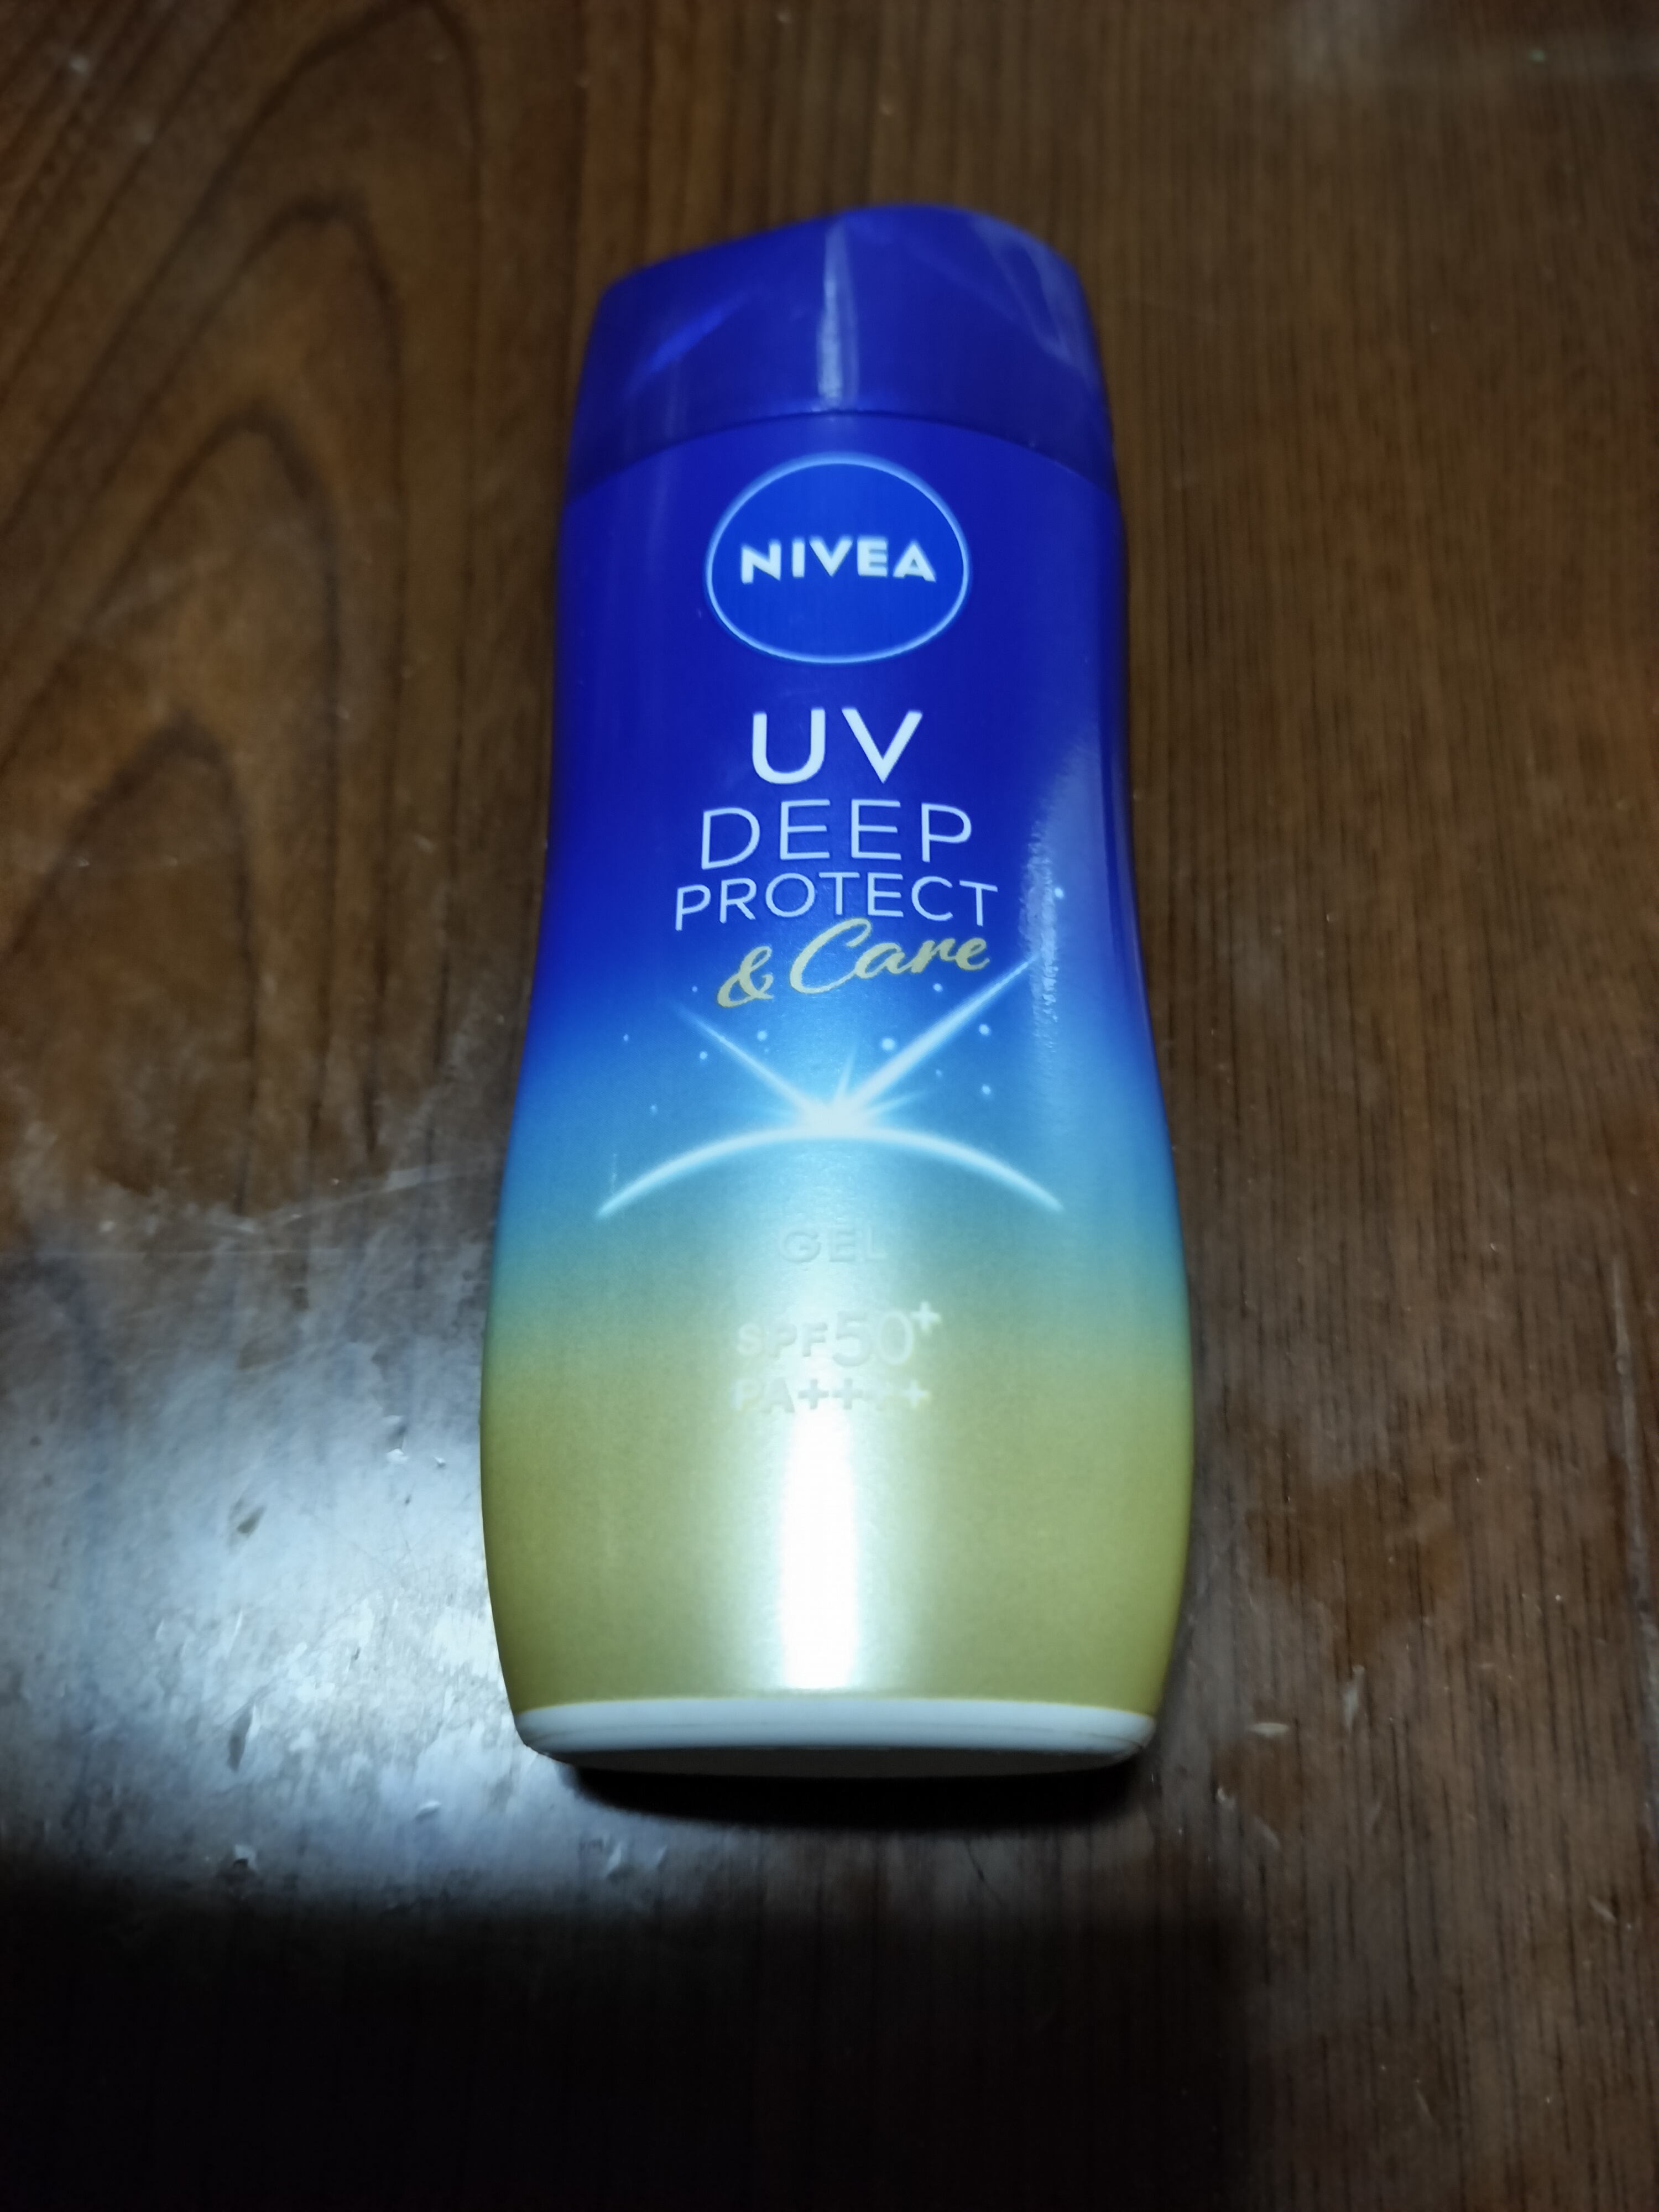 NIVEA
UV
DEEP
PROTECT
& Care
GEL
SPF50+
PA++++